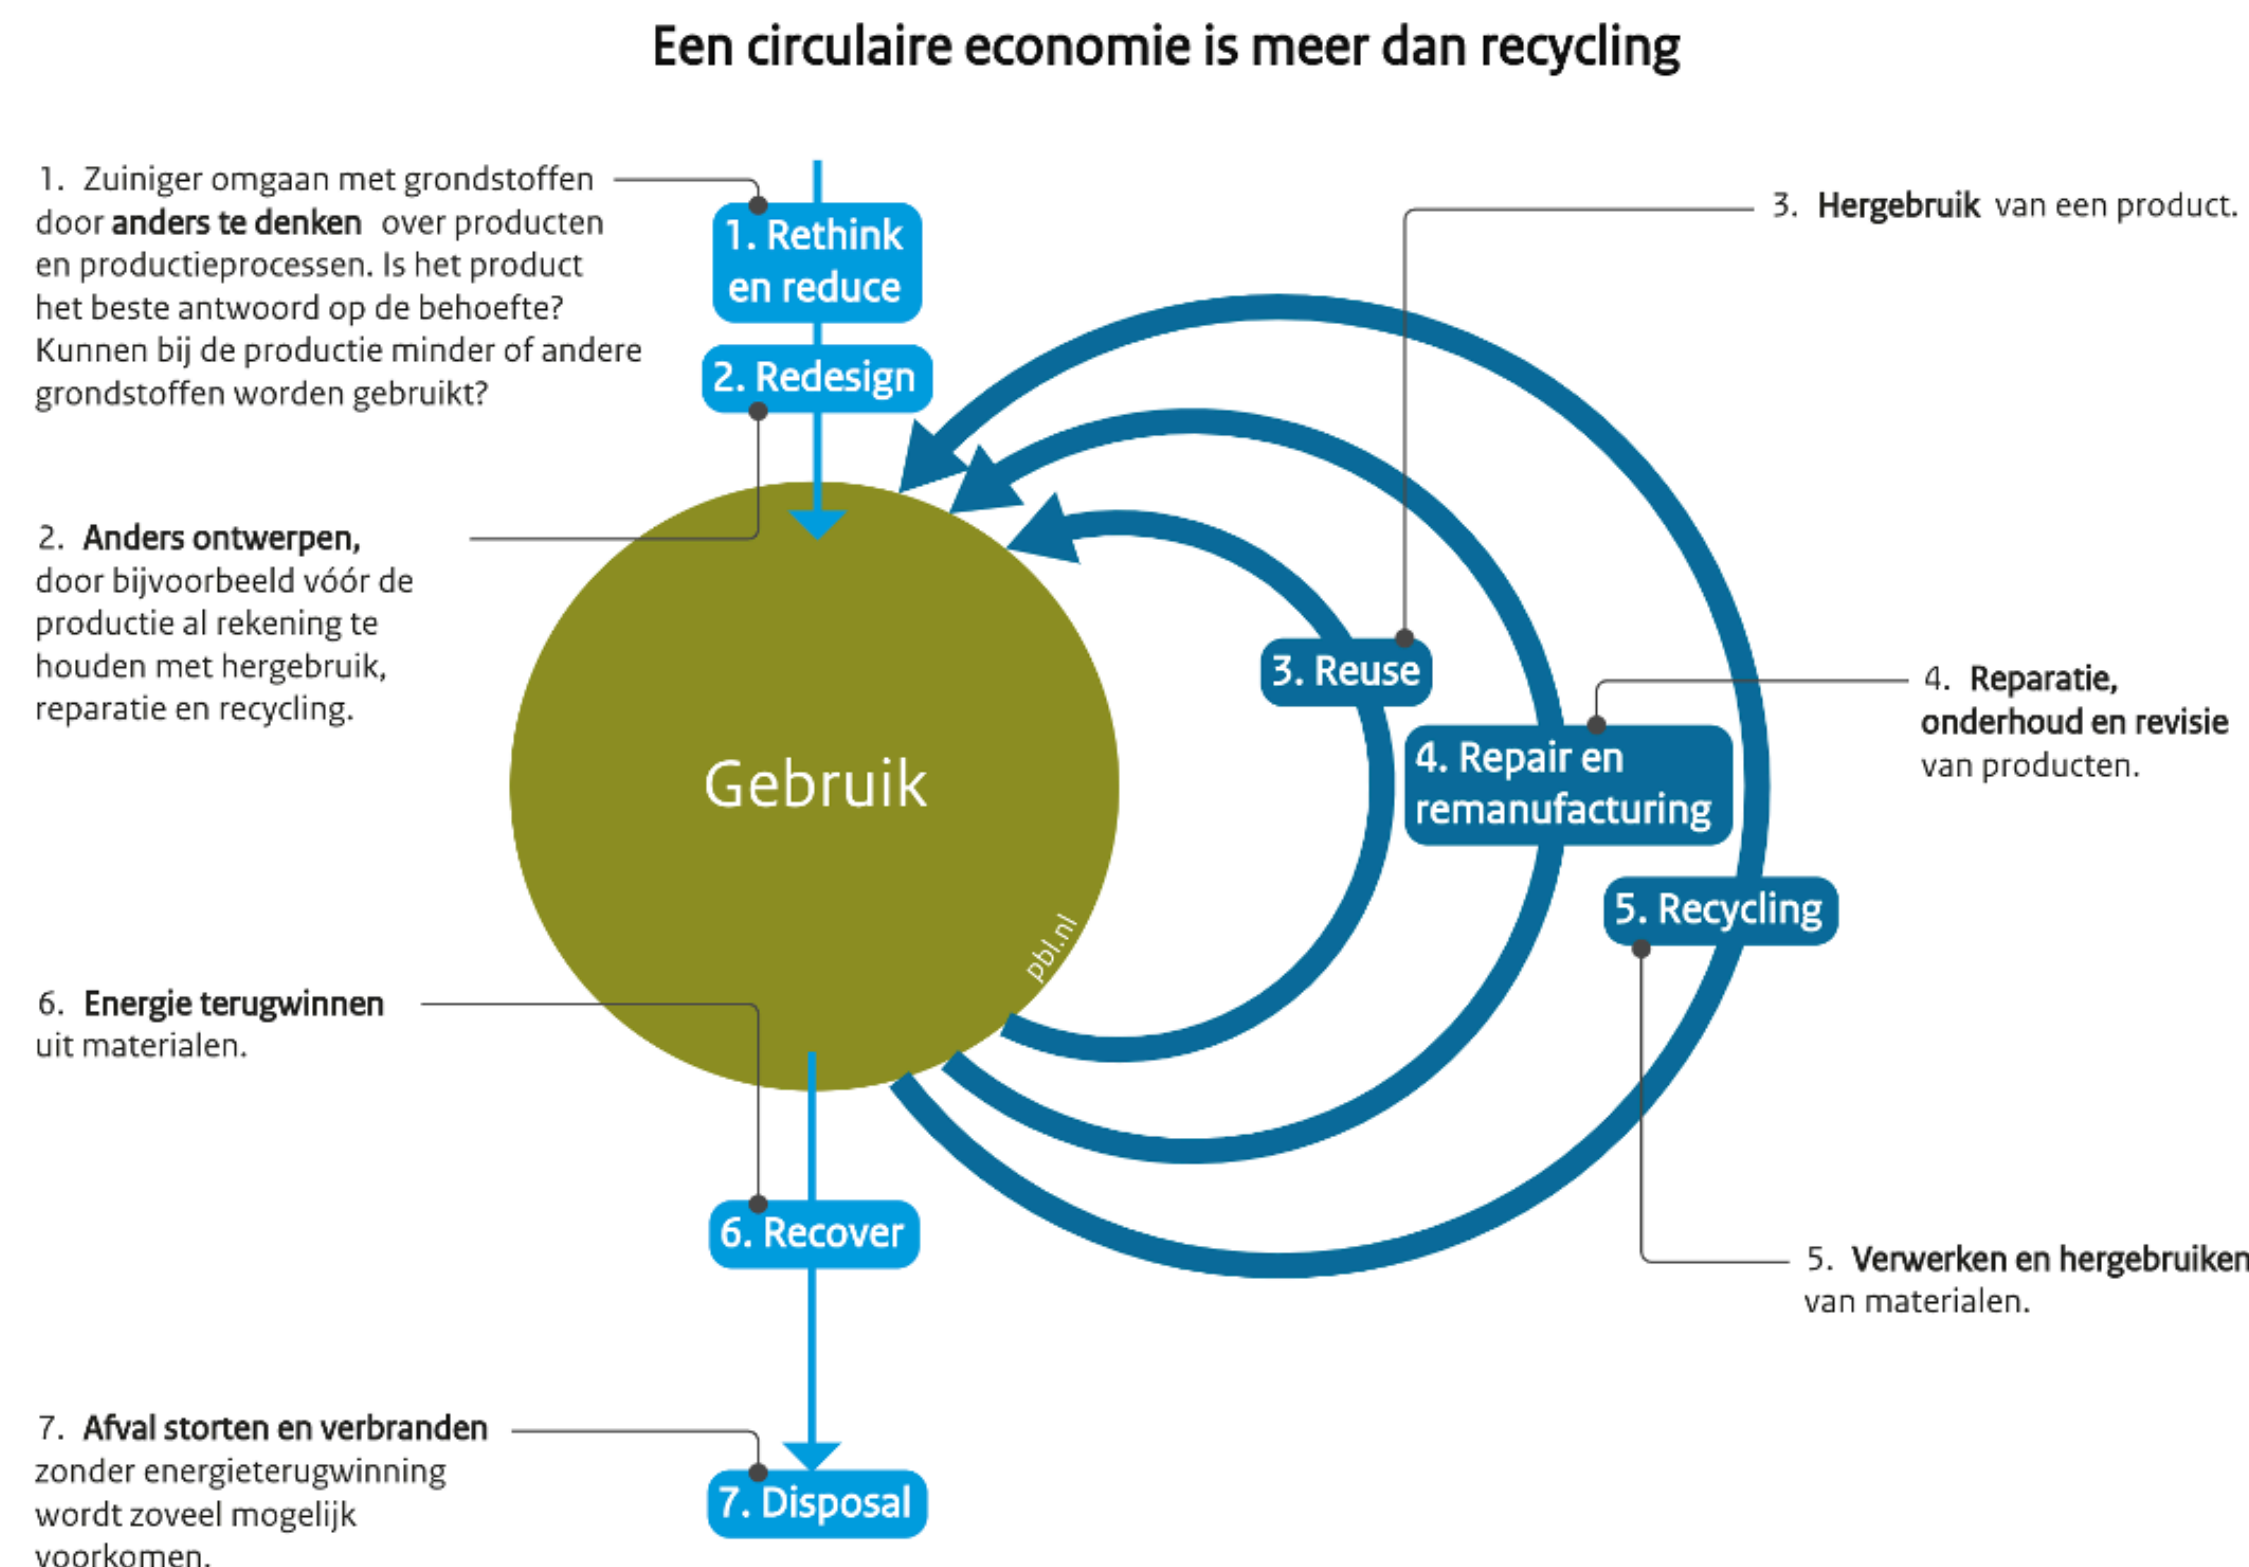 Een circulaire economie is meer dan recycling
1. Zuiniger omgaan met grondstoffen
door anders te denken over producten
en productieprocessen. Is het product
het beste antwoord op de behoefte?
Kunnen bij de productie minder of andere
grondstoffen worden gebruikt?
1. Rethink
en reduce
2. Redesign
3. Hergebruik van een product.
2. Anders ontwerpen,
door bijvoorbeeld vóór de
productie al rekening te
houden met hergebruik,
reparatie en recycling.
Gebruik
pbl.nl
3. Reuse
4. Repair en
remanufacturing
4. Reparatie,
onderhoud en revisie
van producten.
5. Recycling
6. Energie terugwinnen
uit materialen.
6. Recover
5. Verwerken en hergebruiken
van materialen.
7. Afval storten en verbranden
zonder energieterugwinning
wordt zoveel mogelijk
voorkomen.
7. Disposal